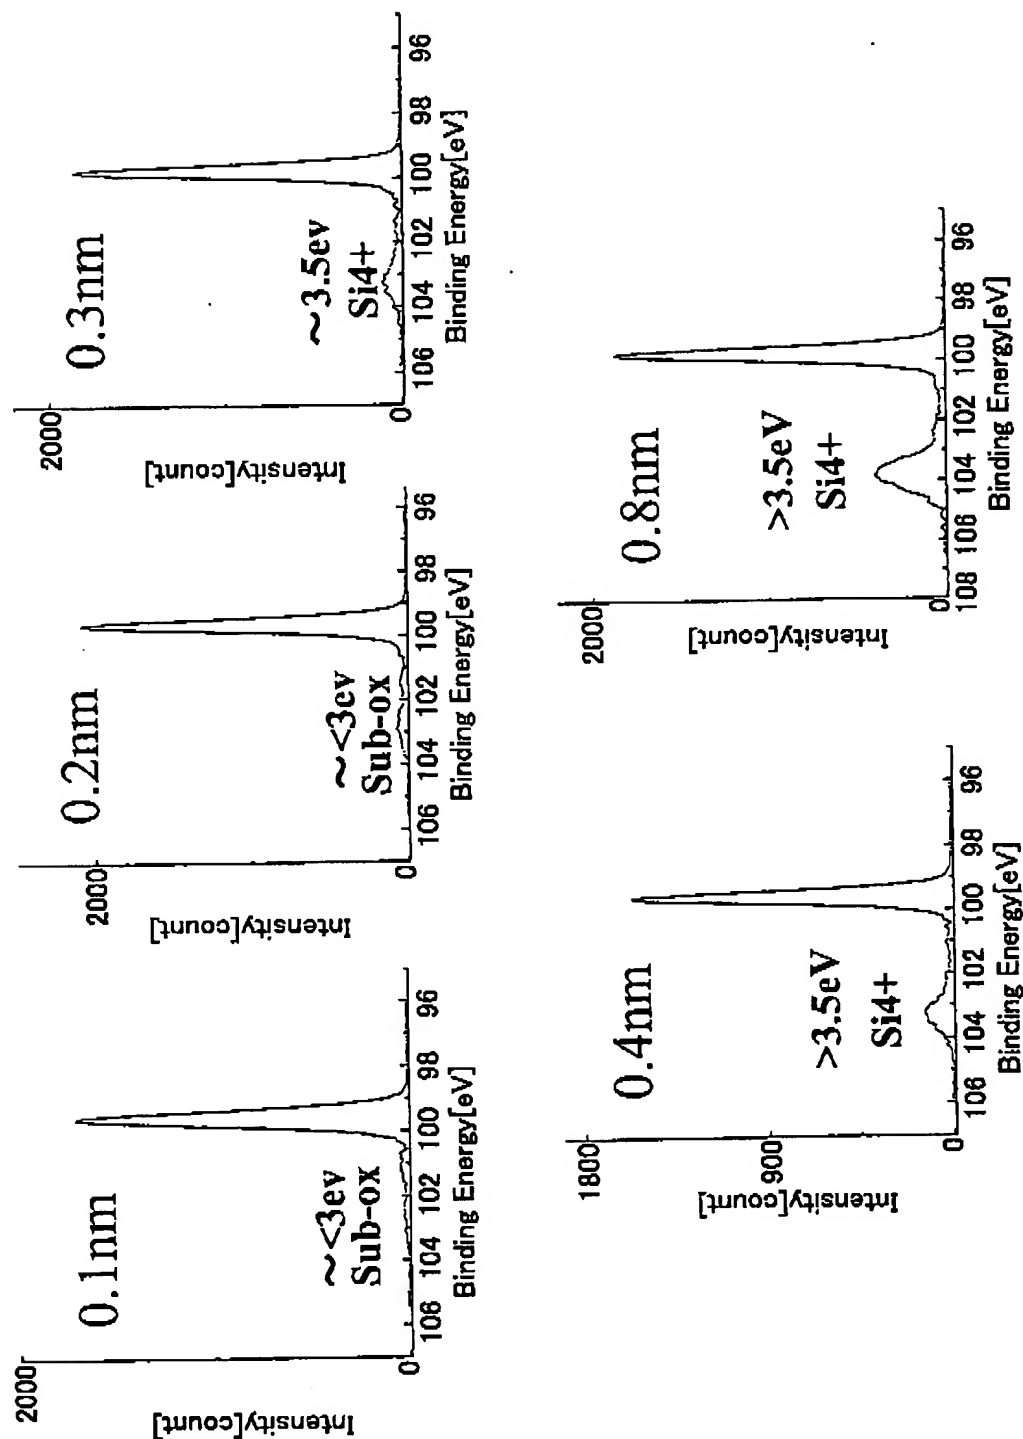 0.1nm
2000
Intensity[count]
~<3ev
Sub-ox
0
106 104 102 100 98 96
Binding Energy[eV]
0.2nm
2000
Intensity[count]
~<3ev
Sub-ox
0
106 104 102 100 98 96
Binding Energy[eV]
0.3nm
2000
Intensity[count]
~3.5ev
Si4+
0
106 104 102 100 98 96
Binding Energy[eV]
0.4nm
1800
Intensity[count]
900
>3.5eV
Si4+
0
106 104 102 100 98 96
Binding Energy[eV]
0.8nm
2000
Intensity[count]
>3.5eV
Si4+
0
108 106 104 102 100 98 96
Binding Energy[eV]